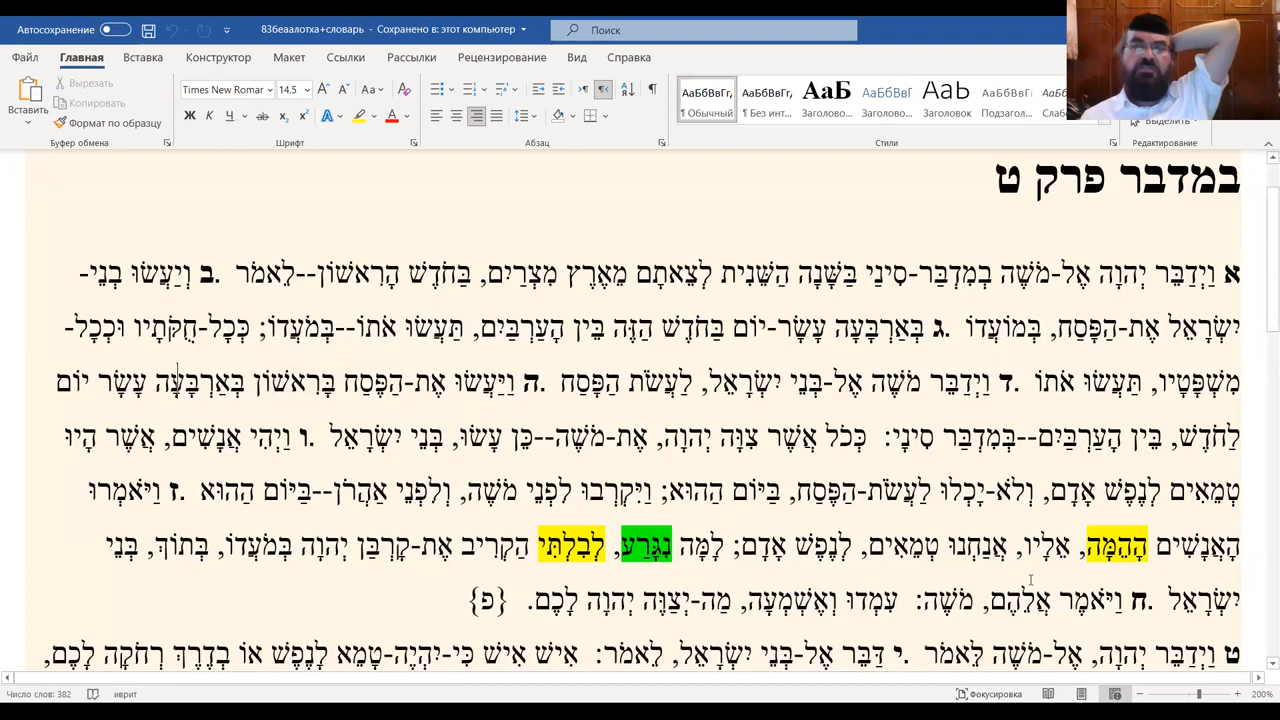 Автосохранение
83беаалотха+словарь - Сохранено в: этот компьютер
Поиск
Файл Главная Вставка Конструктор Макет Ссылки Рассылки Рецензирование Вид Справка
Вставить
Вырезать
Копировать
Формат по образцу
Буфер обмена
Times New Roman 14.5
Шрифт
Абзац
АаБбВвГг, АаБбВвГг, АаБ АаБбВвГ АаБ АаБбВвГг АаБбВвГг
¶ Обычный ¶ Без инт... Заголово... Заголово... Заголовок Подзагол... Слаб
Стили
Выделить
Редактирование
במדבר פרק ט
א וַיְדַבֵּר יְהוָה אֶל-מֹשֶׁה בְמִדְבַּר-סִינַי בַּשָּׁנָה הַשֵּׁנִית לְצֵאתָם מֵאֶרֶץ מִצְרַיִם, בַּחֹדֶשׁ הָרִאשׁוֹן--לֵאמֹר .ב וְיַעֲשׂוּ בְנֵי-
יִשְׂרָאֵל אֶת-הַפָּסַח, בְּמוֹעֲדוֹ .ג בְּאַרְבָּעָה עָשָׂר-יוֹם בַּחֹדֶשׁ הַזֶּה בֵּין הָעַרְבַּיִם, תַּעֲשׂוּ אֹתוֹ--בְּמֹעֲדוֹ; כְּכָל-חֻקֹּתָיו וּכְכָל-
מִשְׁפָּטָיו, תַּעֲשׂוּ אֹתוֹ .ד וַיְדַבֵּר מֹשֶׁה אֶל-בְּנֵי יִשְׂרָאֵל, לַעֲשֹׂת הַפָּסַח .ה וַיַּעֲשׂוּ אֶת-הַפֶּסַח בָּרִאשׁוֹן בְּאַרְבָּעָה עָשָׂר יוֹם
לַחֹדֶשׁ, בֵּין הָעַרְבַּיִם--בְּמִדְבַּר סִינָי: כְּכֹל אֲשֶׁר צִוָּה יְהוָה, אֶת-מֹשֶׁה--כֵּן עָשׂוּ, בְּנֵי יִשְׂרָאֵל .ו וַיְהִי אֲנָשִׁים, אֲשֶׁר הָיוּ
טְמֵאִים לְנֶפֶשׁ אָדָם, וְלֹא-יָכְלוּ לַעֲשֹׂת-הַפֶּסַח, בַּיּוֹם הַהוּא; וַיִּקְרְבוּ לִפְנֵי מֹשֶׁה, וְלִפְנֵי אַהֲרֹן--בַּיּוֹם הַהוּא .ז וַיֹּאמְרוּ
הָאֲנָשִׁים הָהֵמָּה, אֵלָיו, אֲנַחְנוּ טְמֵאִים, לְנֶפֶשׁ אָדָם; לָמָּה נִגָּרַע, לְבִלְתִּי הַקְרִיב אֶת-קָרְבַּן יְהוָה בְּמֹעֲדוֹ, בְּתוֹךְ, בְּנֵי
יִשְׂרָאֵל .ח וַיֹּאמֶר אֲלֵהֶם, מֹשֶׁה: עִמְדוּ וְאֶשְׁמְעָה, מַה-יְצַוֶּה יְהוָה לָכֶם. {פ}
ט וַיְדַבֵּר יְהוָה, אֶל-מֹשֶׁה לֵּאמֹר .י דַּבֵּר אֶל-בְּנֵי יִשְׂרָאֵל, לֵאמֹר: אִישׁ אִישׁ כִּי-יִהְיֶה-טָמֵא לָנֶפֶשׁ אוֹ בְדֶרֶךְ רְחֹקָה לָכֶם,
Число слов: 382
иврит
Фокусировка
200%